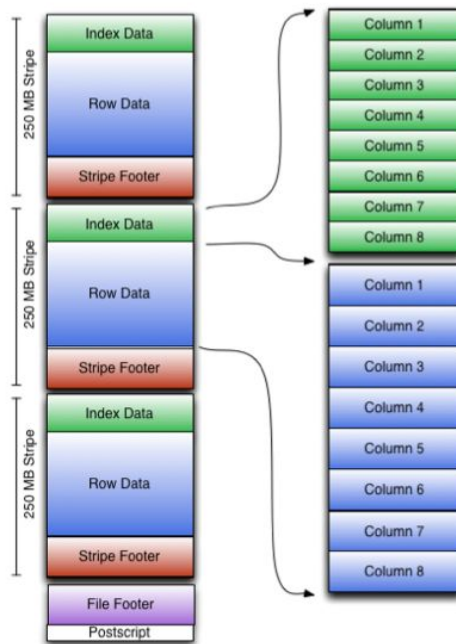 250 MB Stripe
Index Data
Row Data
Stripe Footer
250 MB Stripe
Index Data
Row Data
Stripe Footer
250 MB Stripe
Index Data
Row Data
Stripe Footer
File Footer
Postscript
Column 1
Column 2
Column 3
Column 4
Column 5
Column 6
Column 7
Column 8
Column 1
Column 2
Column 3
Column 4
Column 5
Column 6
Column 7
Column 8